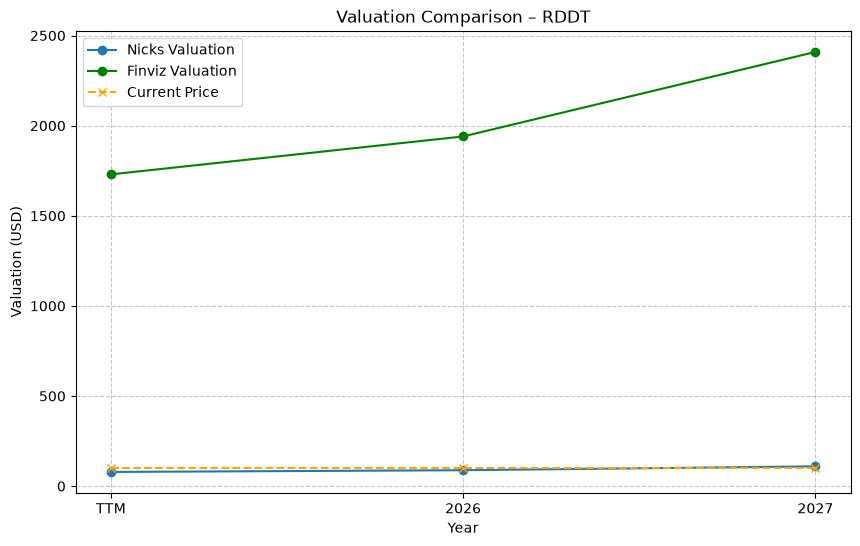 Valuation Comparison – RDDT
Nicks Valuation
Finviz Valuation
Current Price
Valuation (USD)
2500
2000
1500
1000
500
0
TTM 2026 2027
Year